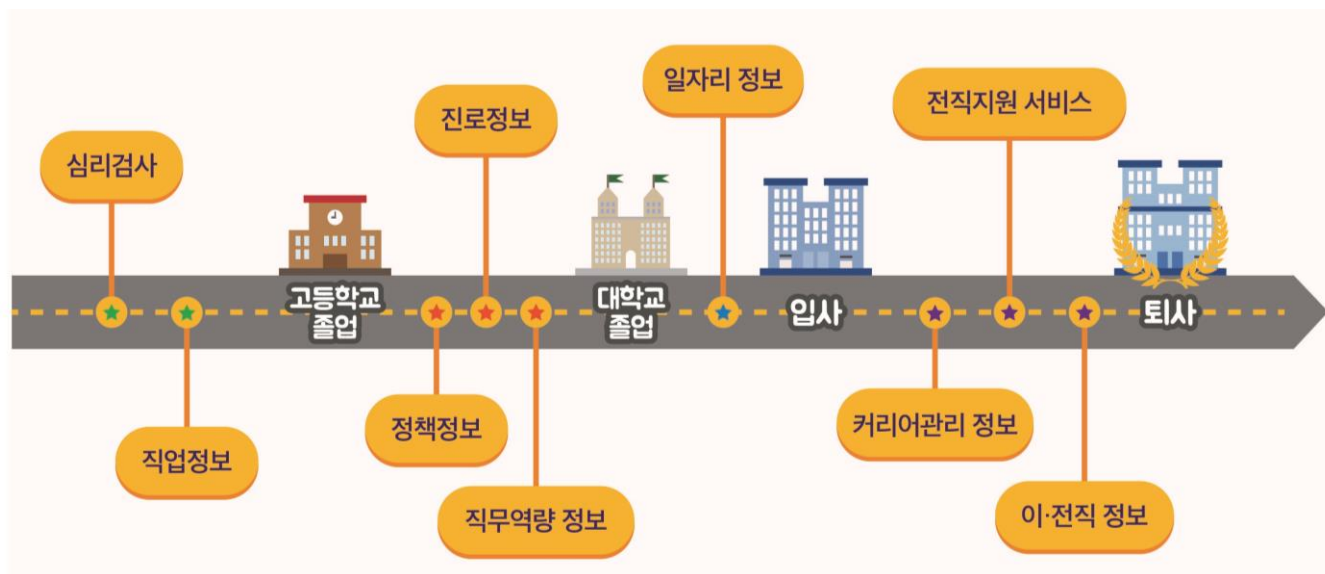 일자리 정보
전직지원 서비스
진로정보
심리검사
고등학교
졸업
대학교
졸업
입사
퇴사
정책정보
커리어관리 정보
직업정보
직무역량 정보
이·전직 정보